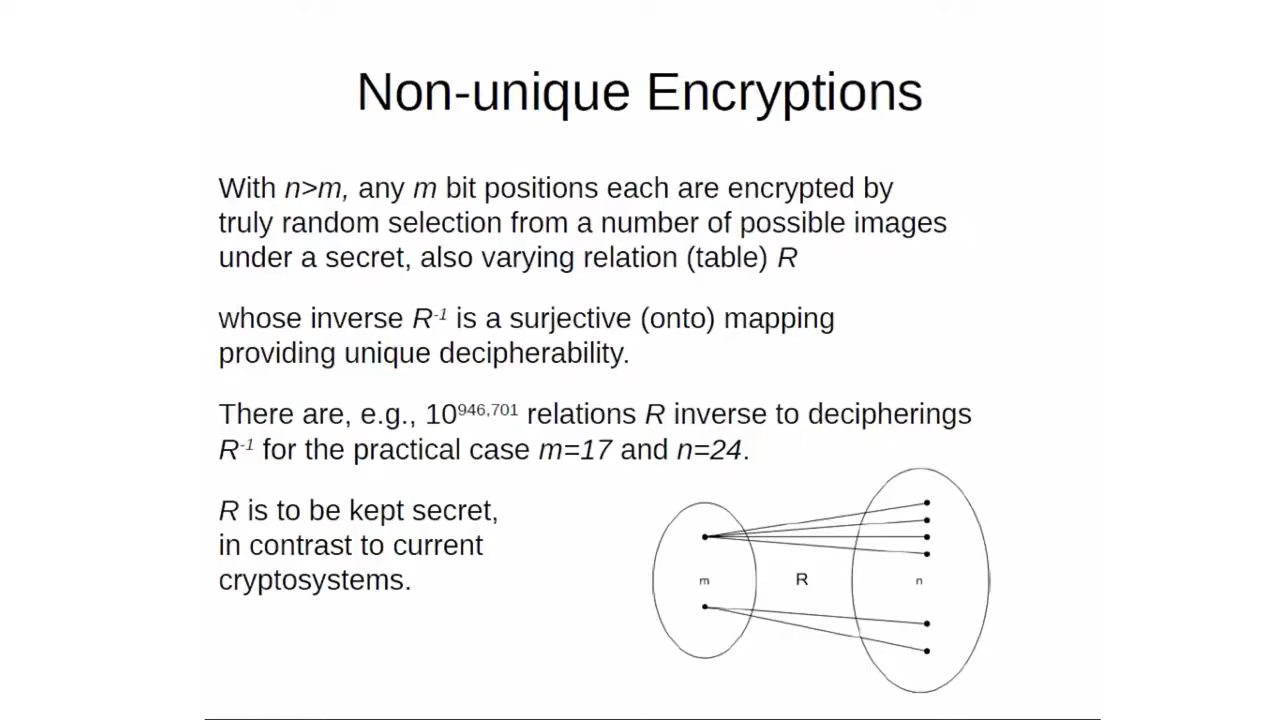 Non-unique Encryptions
With n>m, any m bit positions each are encrypted by
truly random selection from a number of possible images
under a secret, also varying relation (table) R
whose inverse R⁻¹ is a surjective (onto) mapping
providing unique decipherability.
There are, e.g., 10⁹⁴⁶,⁷⁰¹ relations R inverse to decipherings
R⁻¹ for the practical case m=17 and n=24.
R is to be kept secret,
in contrast to current
cryptosystems.
m R n